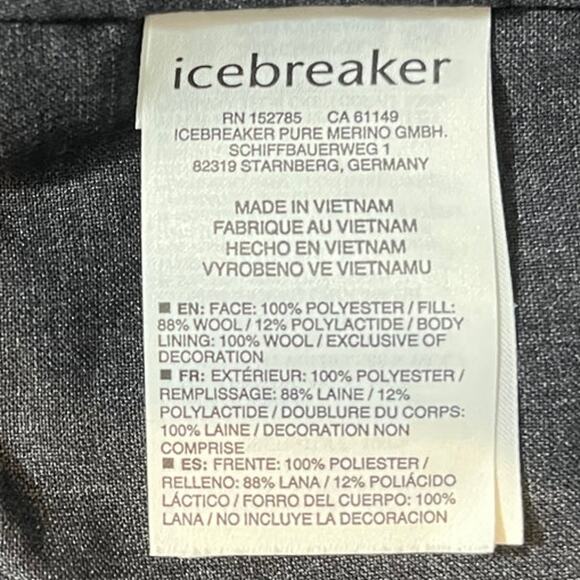 icebreaker
RN 152785 CA 61149
ICEBREAKER PURE MERINO GMBH.
SCHIFFBAUERWEG 1
82319 STARNBERG, GERMANY
MADE IN VIETNAM
FABRIQUE AU VIETNAM
HECHO EN VIETNAM
VYROBENO VE VIETNAMU
■ EN: FACE: 100% POLYESTER / FILL:
88% WOOL / 12% POLYLACTIDE / BODY
LINING: 100% WOOL / EXCLUSIVE OF
DECORATION
■ FR: EXTÉRIEUR: 100% POLYESTER /
REMPLISSAGE: 88% LAINE / 12%
POLYLACTIDE / DOUBLURE DU CORPS:
100% LAINE / DECORATION NON
COMPRISE
■ ES: FRENTE: 100% POLIESTER /
RELLENO: 88% LANA / 12% POLIÁCIDO
LÁCTICO / FORRO DEL CUERPO: 100%
LANA / NO INCLUYE LA DECORACION